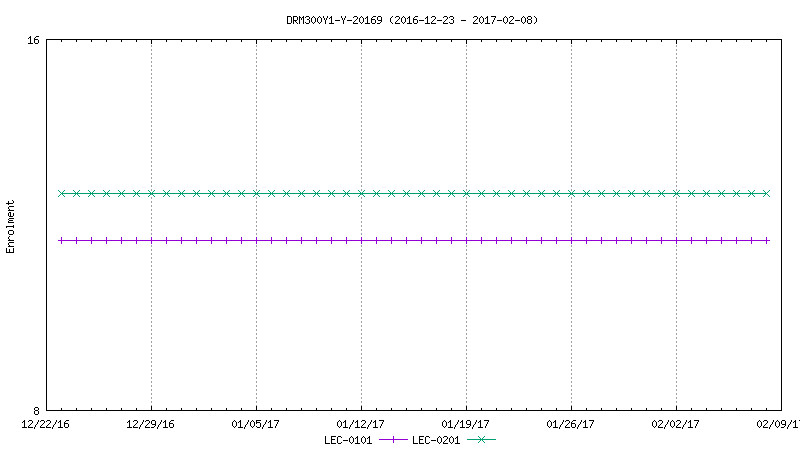 DRM300Y1-Y-20169 (2016-12-23 - 2017-02-08)
16
Enrolment
8
12/22/16 12/29/16 01/05/17 01/12/17 01/19/17 01/26/17 02/02/17 02/09/17
LEC-0101 LEC-0201